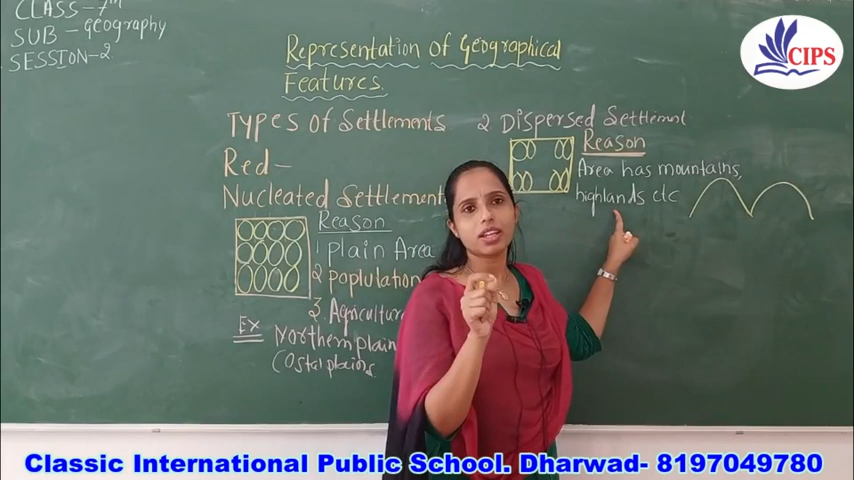 CLASS - 7th
SUB - Geography
SESSION-2
CIPS
Representation of Geographical
Features.
Types of Settlements
Red -
Nucleated Settlement
Reason
1 plain Area
2 poplulation
3. Agriculture
Ex Northern plain
Costal plains.
2. Dispersed Settlement
Reason
Area has mountains,
highlands etc
Classic International Public School. Dharwad- 8197049780